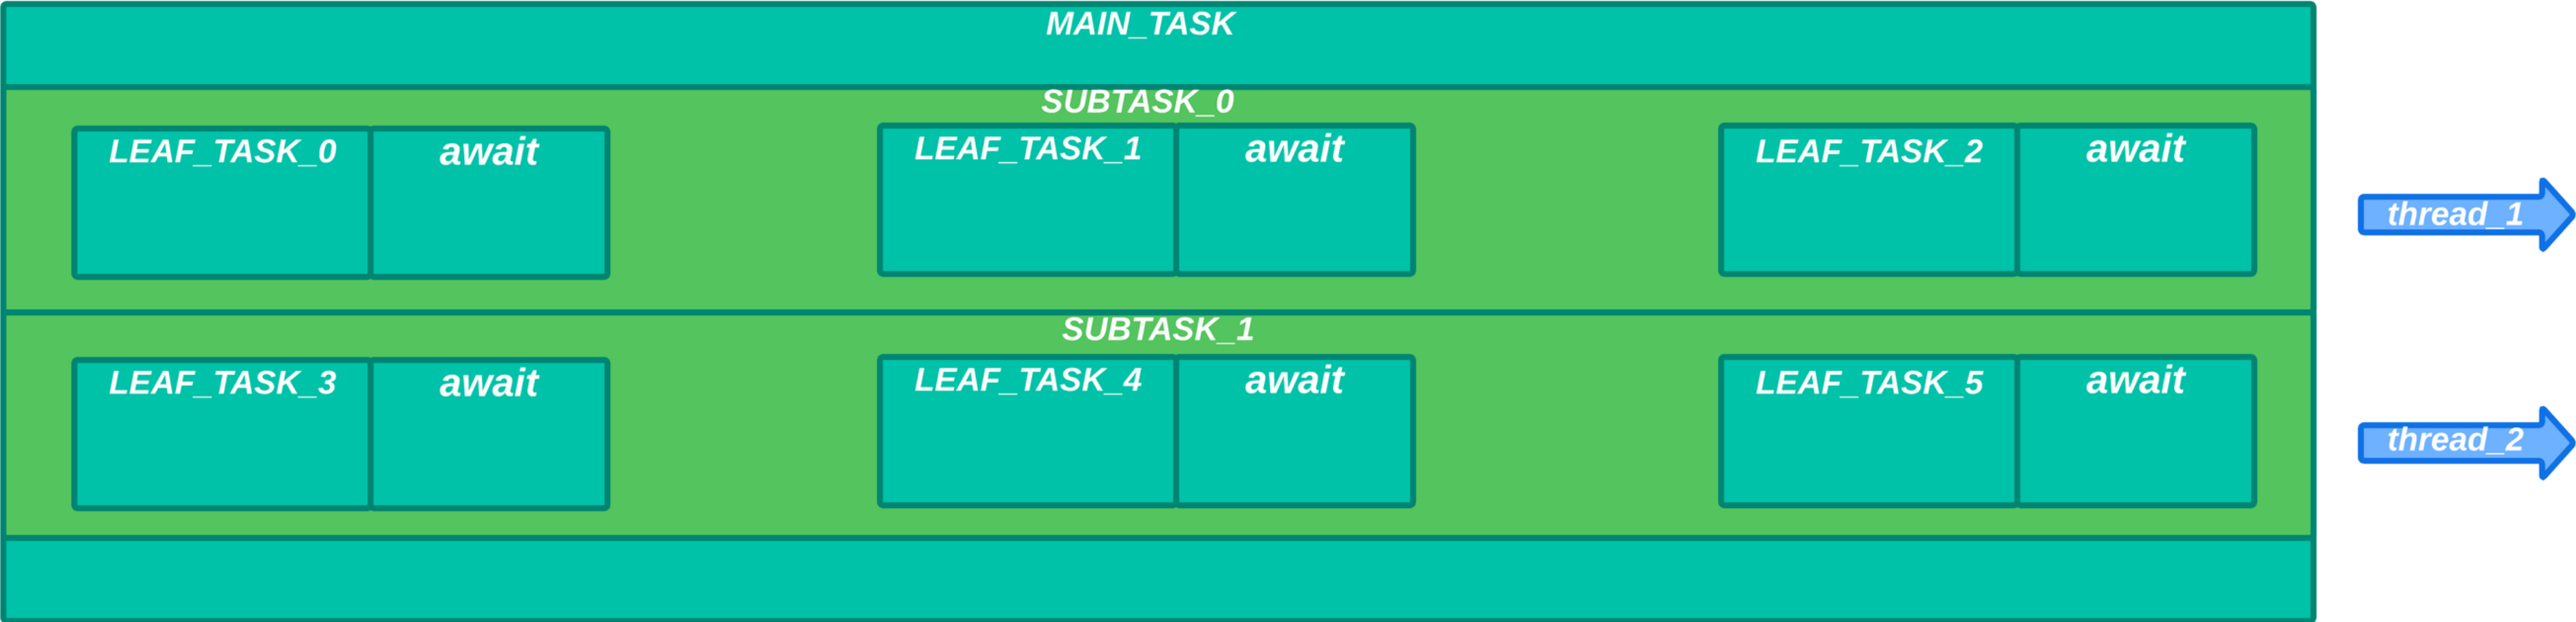 MAIN_TASK
SUBTASK_0
LEAF_TASK_0 await LEAF_TASK_1 await LEAF_TASK_2 await
thread_1
SUBTASK_1
LEAF_TASK_3 await LEAF_TASK_4 await LEAF_TASK_5 await
thread_2